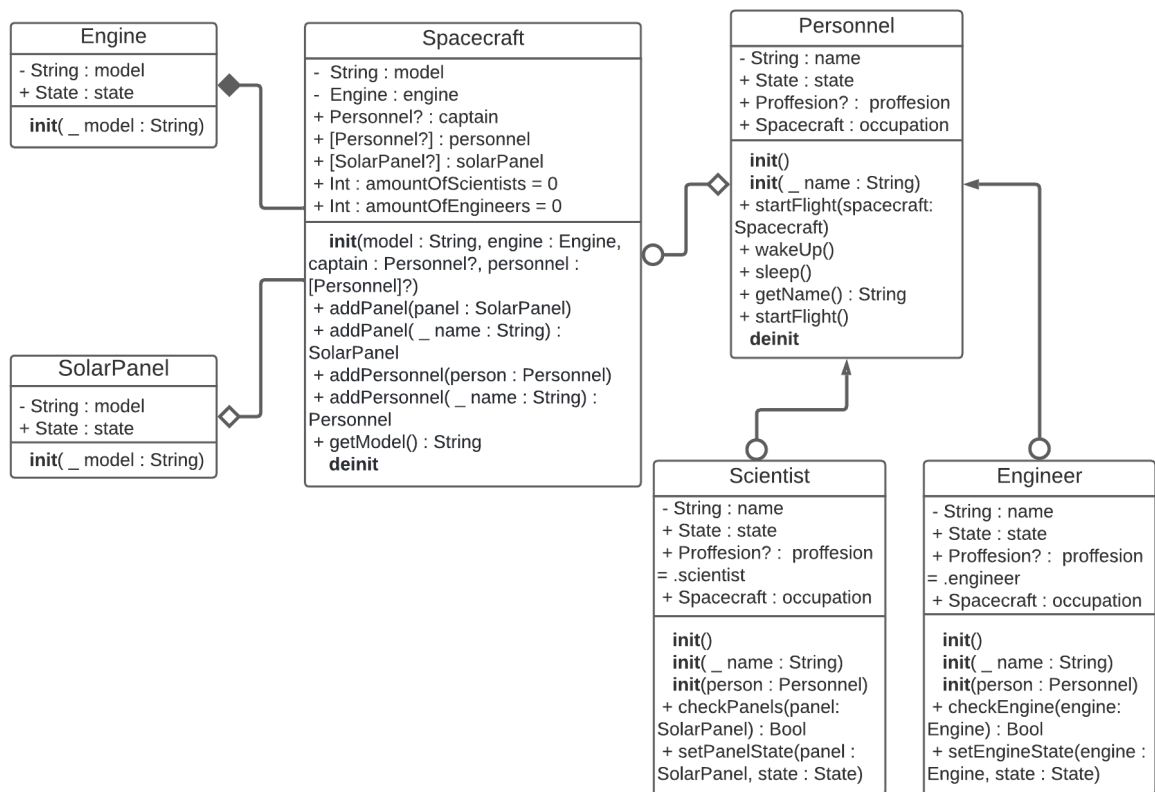 Engine
- String : model
+ State : state
init( _ model : String)
Spacecraft
- String : model
- Engine : engine
+ Personnel? : captain
+ [Personnel?] : personnel
+ [SolarPanel?] : solarPanel
+ Int : amountOfScientists = 0
+ Int : amountOfEngineers = 0
init(model : String, engine : Engine,
captain : Personnel?, personnel :
[Personnel]?)
+ addPanel(panel : SolarPanel)
+ addPanel( _ name : String) :
SolarPanel
+ addPersonnel(person : Personnel)
+ addPersonnel( _ name : String) :
Personnel
+ getModel() : String
deinit
Personnel
- String : name
+ State : state
+ Proffesion? : proffesion
+ Spacecraft : occupation
init()
init( _ name : String)
+ startFlight(spacecraft:
Spacecraft)
+ wakeUp()
+ sleep()
+ getName() : String
+ startFlight()
deinit
SolarPanel
- String : model
+ State : state
init( _ model : String)
Scientist
- String : name
+ State : state
+ Proffesion? : proffesion
= .scientist
+ Spacecraft : occupation
init()
init( _ name : String)
init(person : Personnel)
+ checkPanels(panel:
SolarPanel) : Bool
+ setPanelState(panel :
SolarPanel, state : State)
Engineer
- String : name
+ State : state
+ Proffesion? : proffesion
= .engineer
+ Spacecraft : occupation
init()
init( _ name : String)
init(person : Personnel)
+ checkEngine(engine:
Engine) : Bool
+ setEngineState(engine :
Engine, state : State)